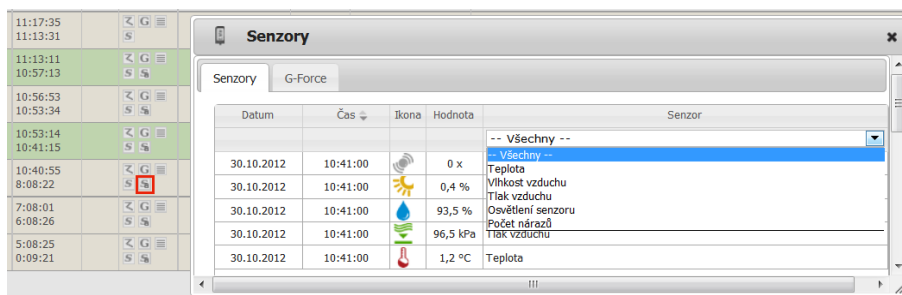 11:17:35
11:13:31
G
S
11:13:11
10:57:13
G
S S
10:56:53
10:53:34
G
S S
10:53:14
10:41:15
G
S S
10:40:55
8:08:22
G
S S
7:08:01
6:08:26
G
S S
5:08:25
0:09:21
G
S S
Senzory
Senzory G-Force
Datum Čas Ikona Hodnota Senzor
-- Všechny --
-- Všechny --
Teplota
Vlhkost vzduchu
Tlak vzduchu
Osvětlení senzoru
Počet nárazů
30.10.2012 10:41:00 0 x
30.10.2012 10:41:00 0,4 %
30.10.2012 10:41:00 93,5 %
30.10.2012 10:41:00 96,5 kPa Tlak vzduchu
30.10.2012 10:41:00 1,2 ºC Teplota